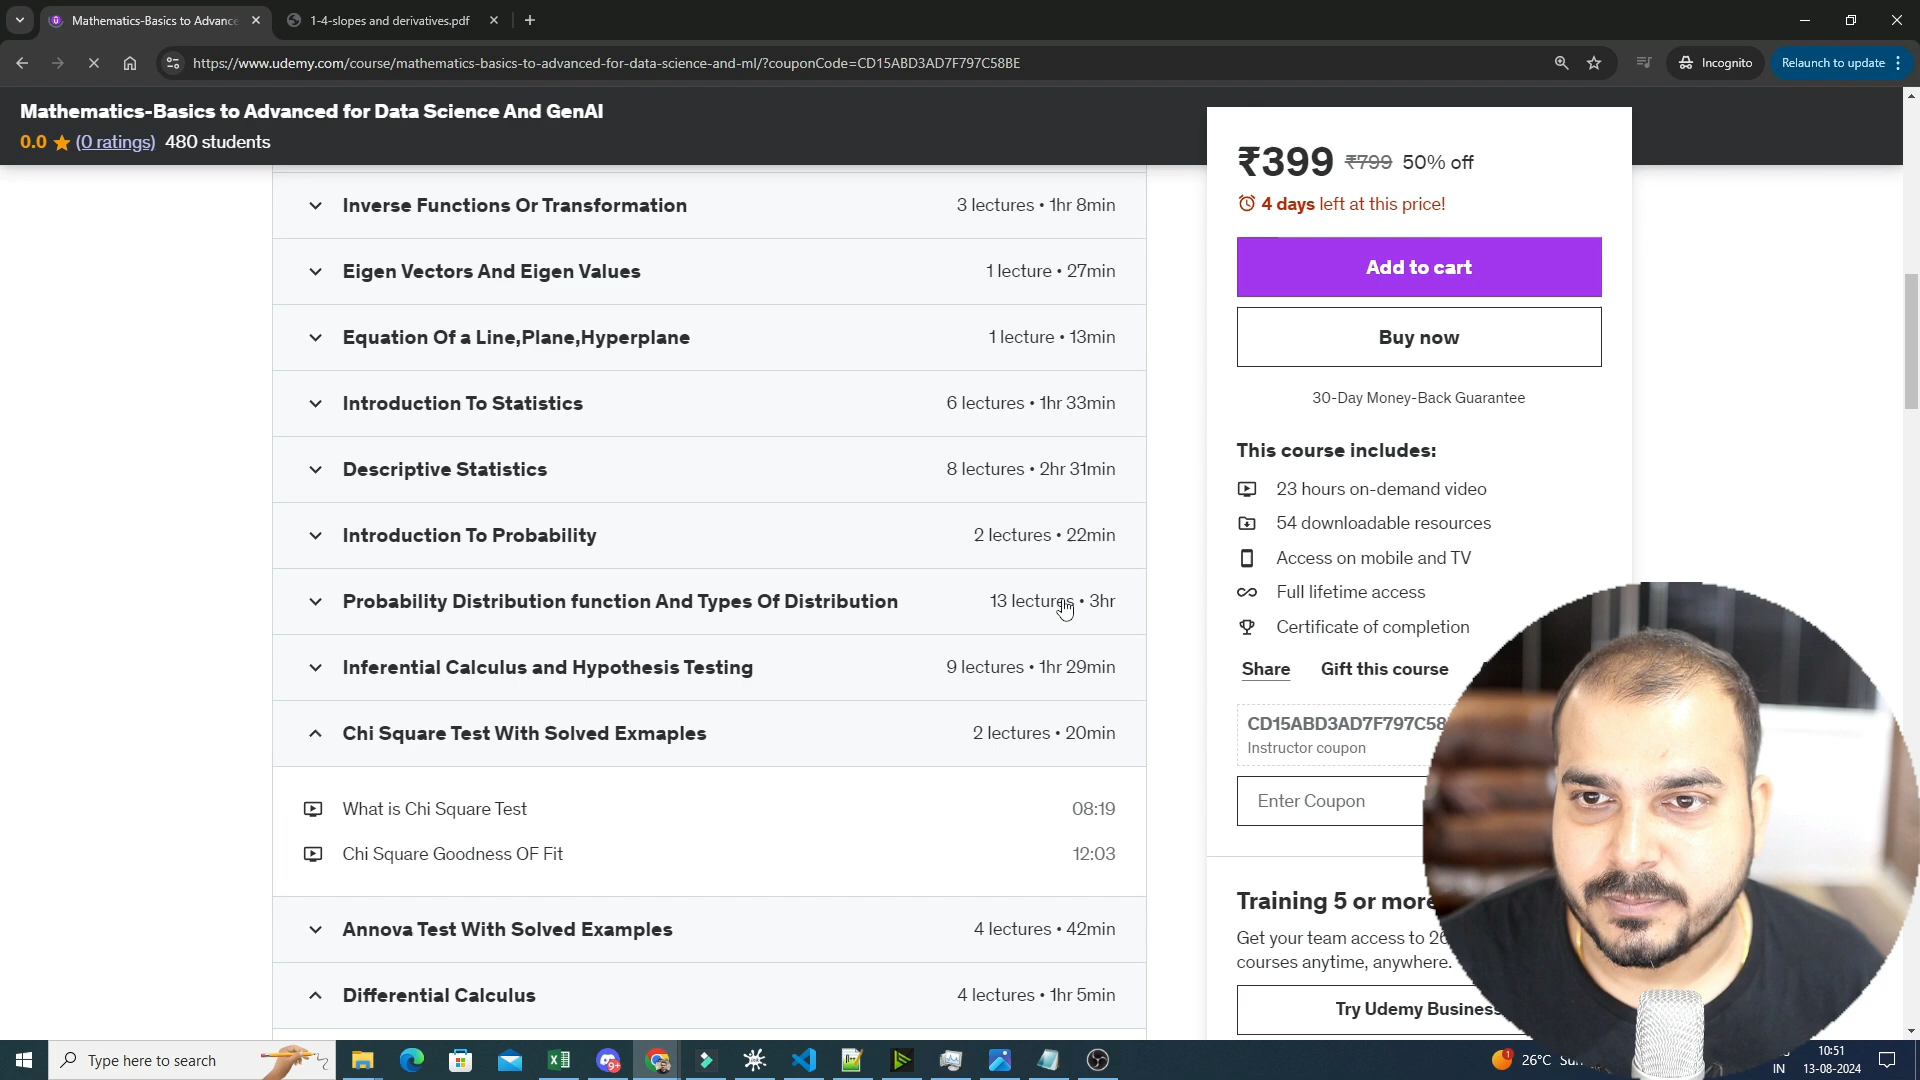 Mathematics-Basics to Advance
1-4-slopes and derivatives.pdf
https://www.udemy.com/course/mathematics-basics-to-advanced-for-data-science-and-ml/?couponCode=CD15ABD3AD7F797C58BE
Incognito
Relaunch to update
Mathematics-Basics to Advanced for Data Science And GenAI
0.0 ★ (0 ratings) 480 students
Inverse Functions Or Transformation 3 lectures • 1hr 8min
Eigen Vectors And Eigen Values 1 lecture • 27min
Equation Of a Line,Plane,Hyperplane 1 lecture • 13min
Introduction To Statistics 6 lectures • 1hr 33min
Descriptive Statistics 8 lectures • 2hr 31min
Introduction To Probability 2 lectures • 22min
Probability Distribution function And Types Of Distribution 13 lectures • 3hr
Inferential Calculus and Hypothesis Testing 9 lectures • 1hr 29min
Chi Square Test With Solved Exmaples 2 lectures • 20min
What is Chi Square Test 08:19
Chi Square Goodness OF Fit 12:03
Annova Test With Solved Examples 4 lectures • 42min
Differential Calculus 4 lectures • 1hr 5min
₹399 ₹799 50% off
4 days left at this price!
Add to cart
Buy now
30-Day Money-Back Guarantee
This course includes:
23 hours on-demand video
54 downloadable resources
Access on mobile and TV
Full lifetime access
Certificate of completion
Share Gift this course
CD15ABD3AD7F797C58
Instructor coupon
Enter Coupon
Training 5 or more
Get your team access to 26
courses anytime, anywhere.
Try Udemy Business
Type here to search
26°C
10:51
IN 13-08-2024